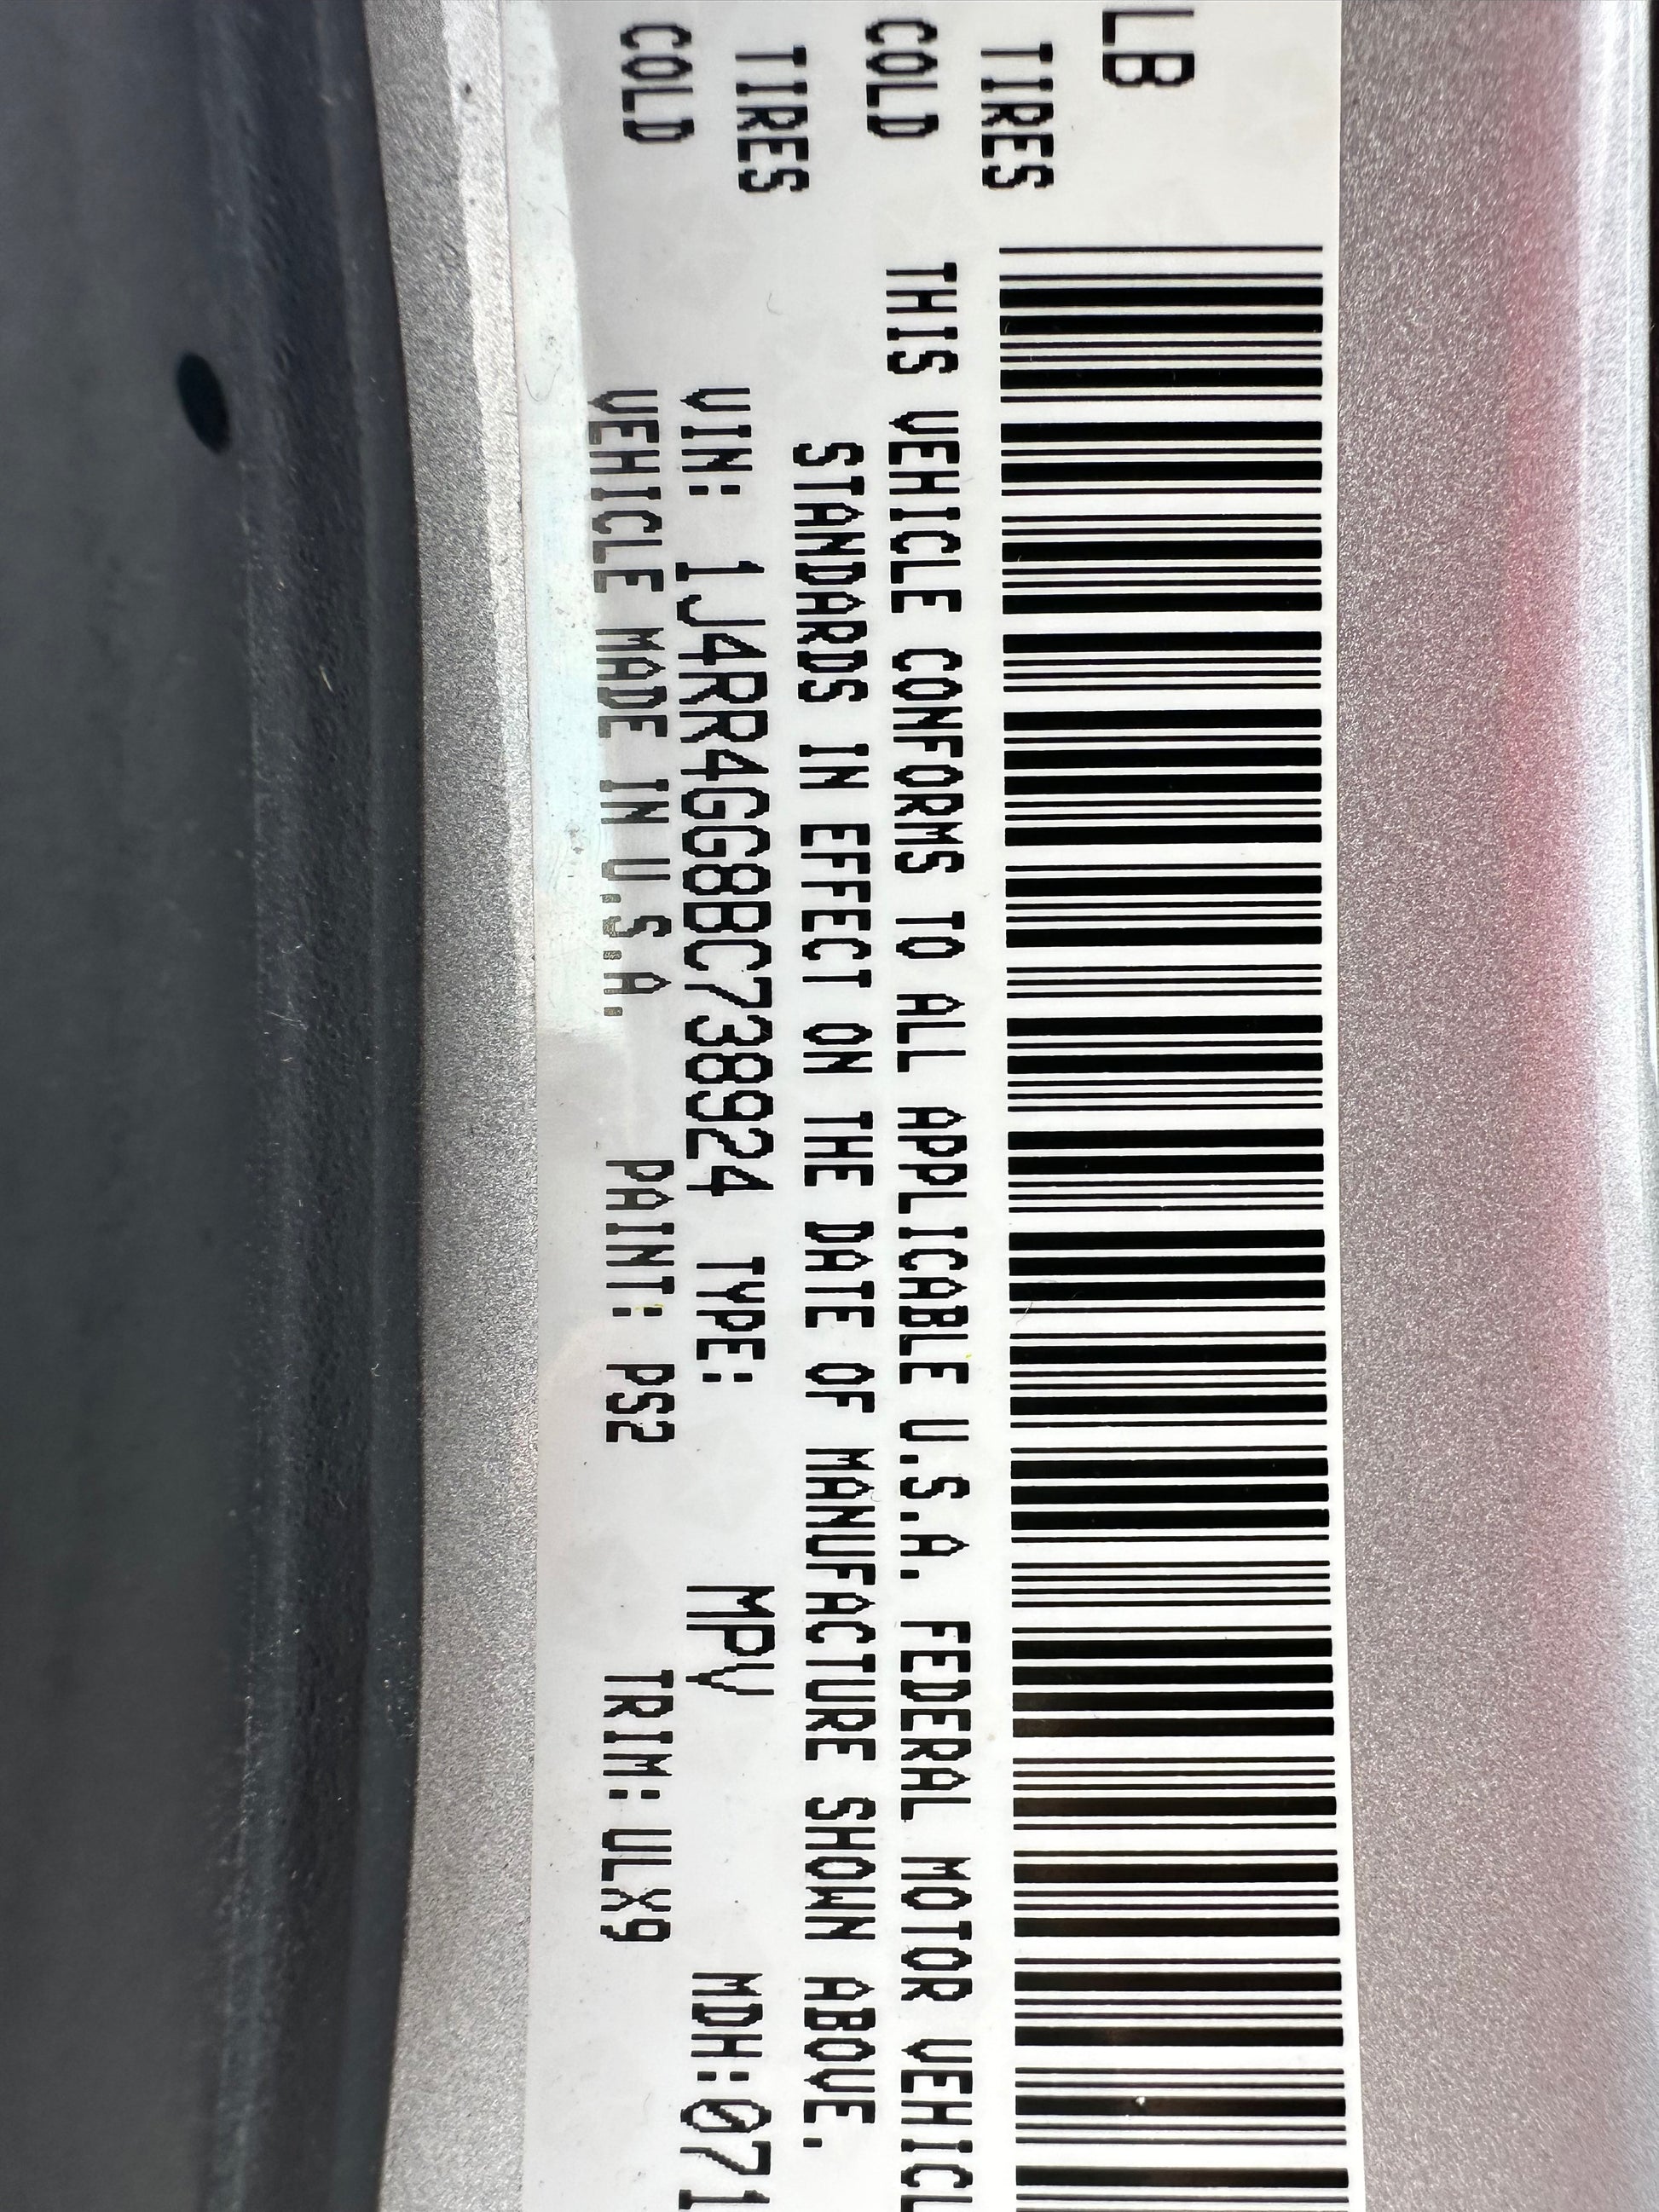 LB
TIRES
COLD
TIRES
COLD
THIS VEHICLE CONFORMS TO ALL APPLICABLE U.S.A. FEDERAL MOTOR VEHICL
STANDARDS IN EFFECT ON THE DATE OF MANUFACTURE SHOWN ABOVE.
VIN: 1J4RR4GG8BC738924 TYPE: MPV MDH:071
VEHICLE MADE IN U.S.A. PAINT: PS2 TRIM: ULX9